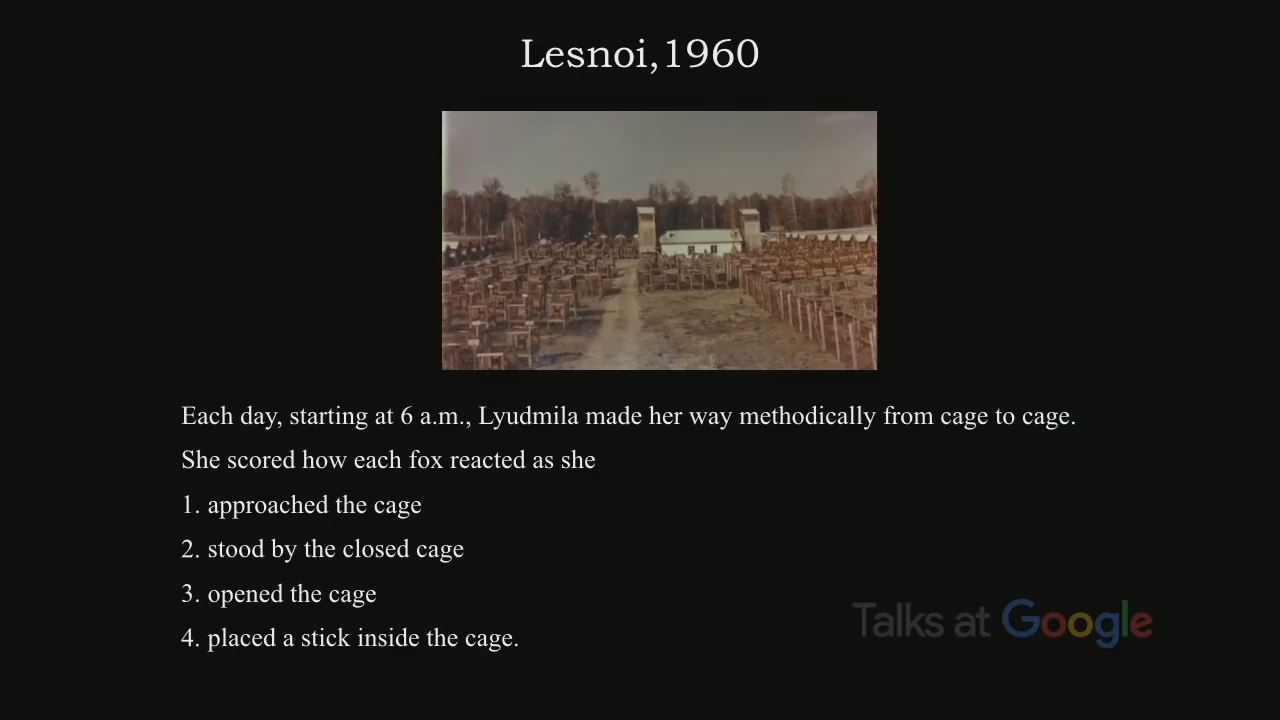 Lesnoi,1960
Each day, starting at 6 a.m., Lyudmila made her way methodically from cage to cage.
She scored how each fox reacted as she
1. approached the cage
2. stood by the closed cage
3. opened the cage
4. placed a stick inside the cage.
Talks at Google